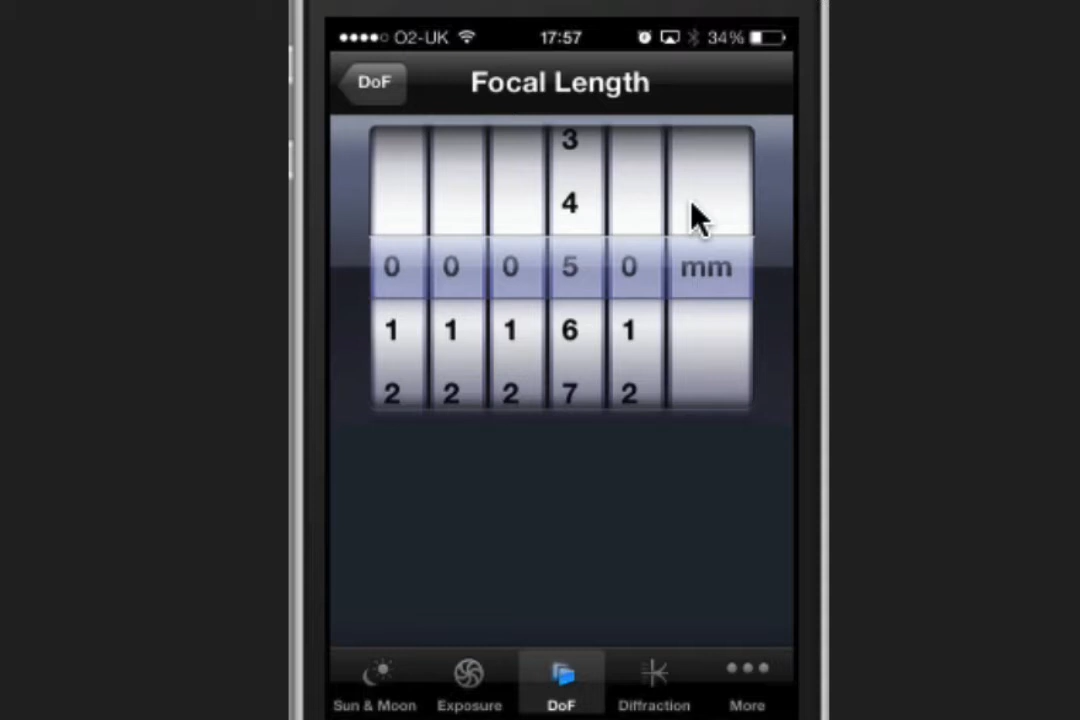 O2-UK 17:57 34%
DoF Focal Length
3
4
0 0 0 5 0 mm
1 1 1 6 1
2 2 2 7 2
Sun & Moon Exposure DoF Diffraction More